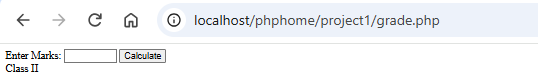 localhost/phphome/project1/grade.php
Enter Marks: Calculate
Class II